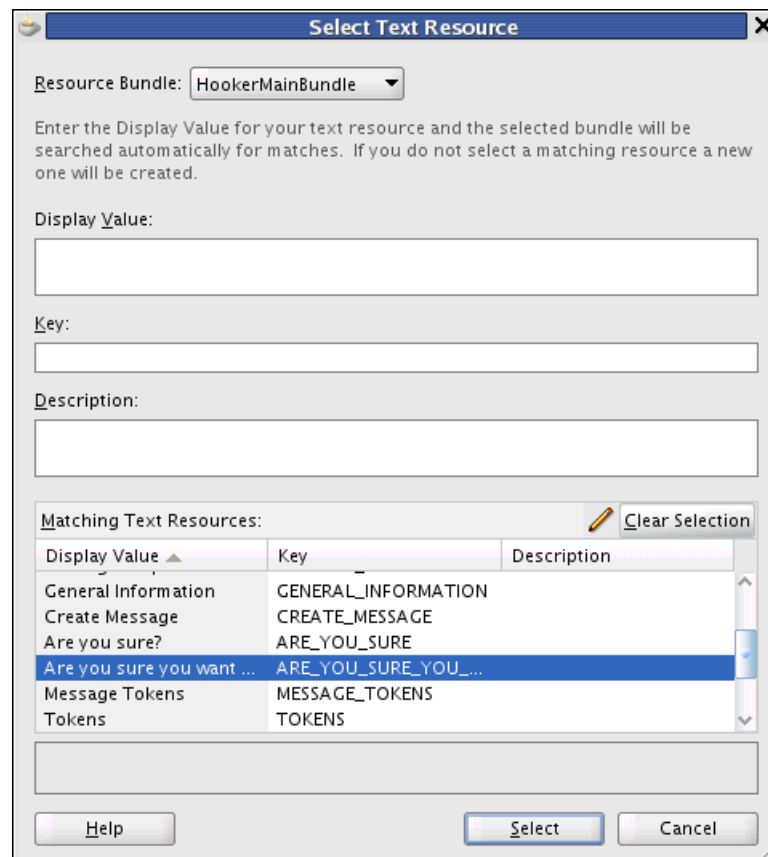 Select Text Resource
Resource Bundle: HookerMainBundle
Enter the Display Value for your text resource and the selected bundle will be
searched automatically for matches. If you do not select a matching resource a new
one will be created.
Display Value:
Key:
Description:
Matching Text Resources: Clear Selection
Display Value Key Description
General Information GENERAL_INFORMATION
Create Message CREATE_MESSAGE
Are you sure? ARE_YOU_SURE
Are you sure you want ... ARE_YOU_SURE_YOU_...
Message Tokens MESSAGE_TOKENS
Tokens TOKENS
Help Select Cancel